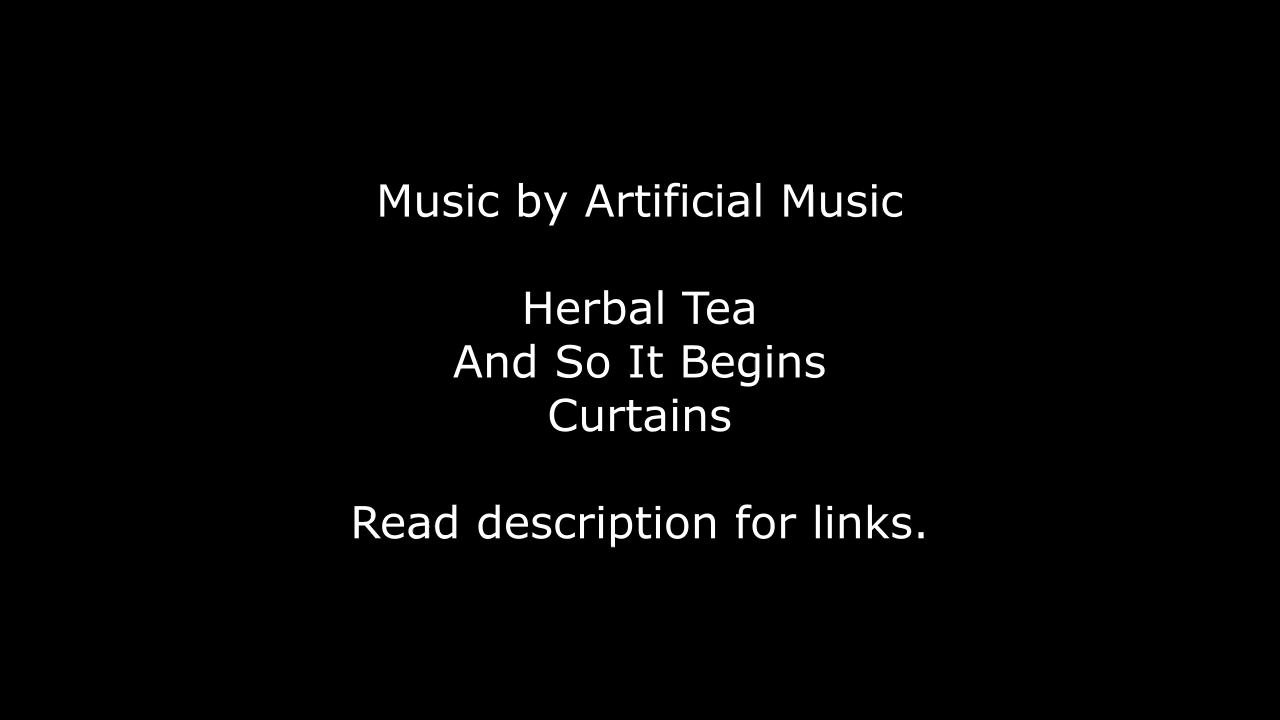 Music by Artificial Music
Herbal Tea
And So It Begins
Curtains
Read description for links.